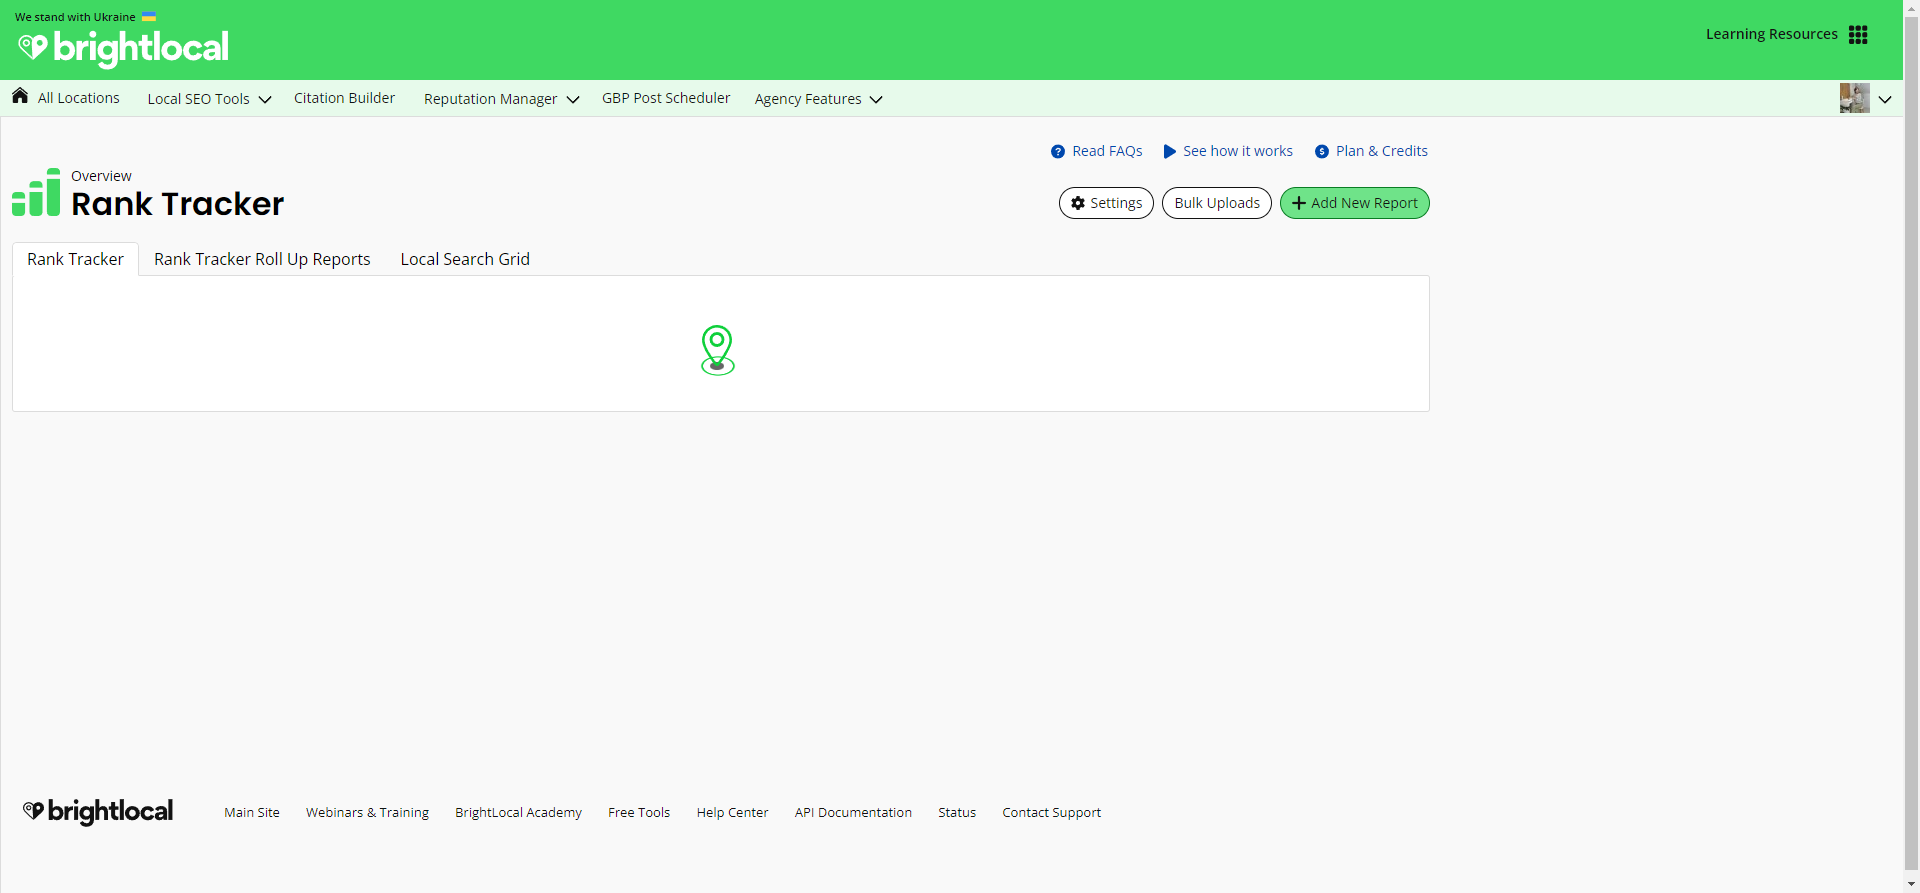 We stand with Ukraine
brightlocal
Learning Resources
All Locations
Local SEO Tools
Citation Builder
Reputation Manager
GBP Post Scheduler
Agency Features
Read FAQs
See how it works
Plan & Credits
Overview
Rank Tracker
Settings
Bulk Uploads
Add New Report
Rank Tracker
Rank Tracker Roll Up Reports
Local Search Grid
brightlocal
Main Site
Webinars & Training
BrightLocal Academy
Free Tools
Help Center
API Documentation
Status
Contact Support